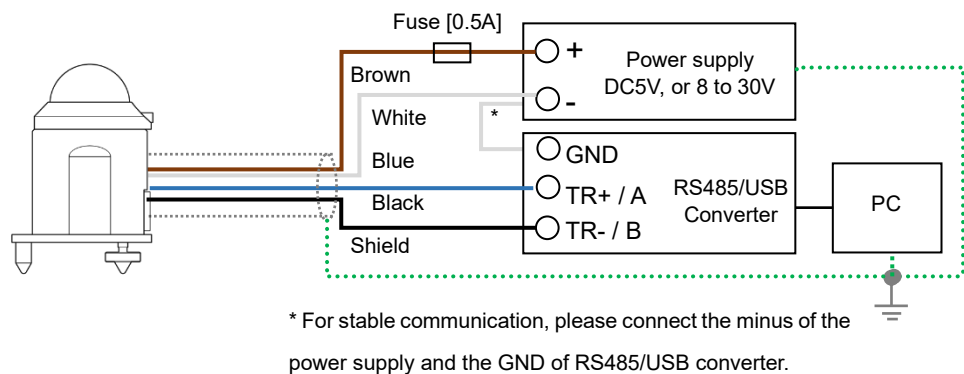 Fuse [0.5A]
+
Power supply
DC5V, or 8 to 30V
Brown
-
*
White
GND
Blue
TR+ / A
RS485/USB
Converter
PC
Black
TR- / B
Shield
* For stable communication, please connect the minus of the
power supply and the GND of RS485/USB converter.